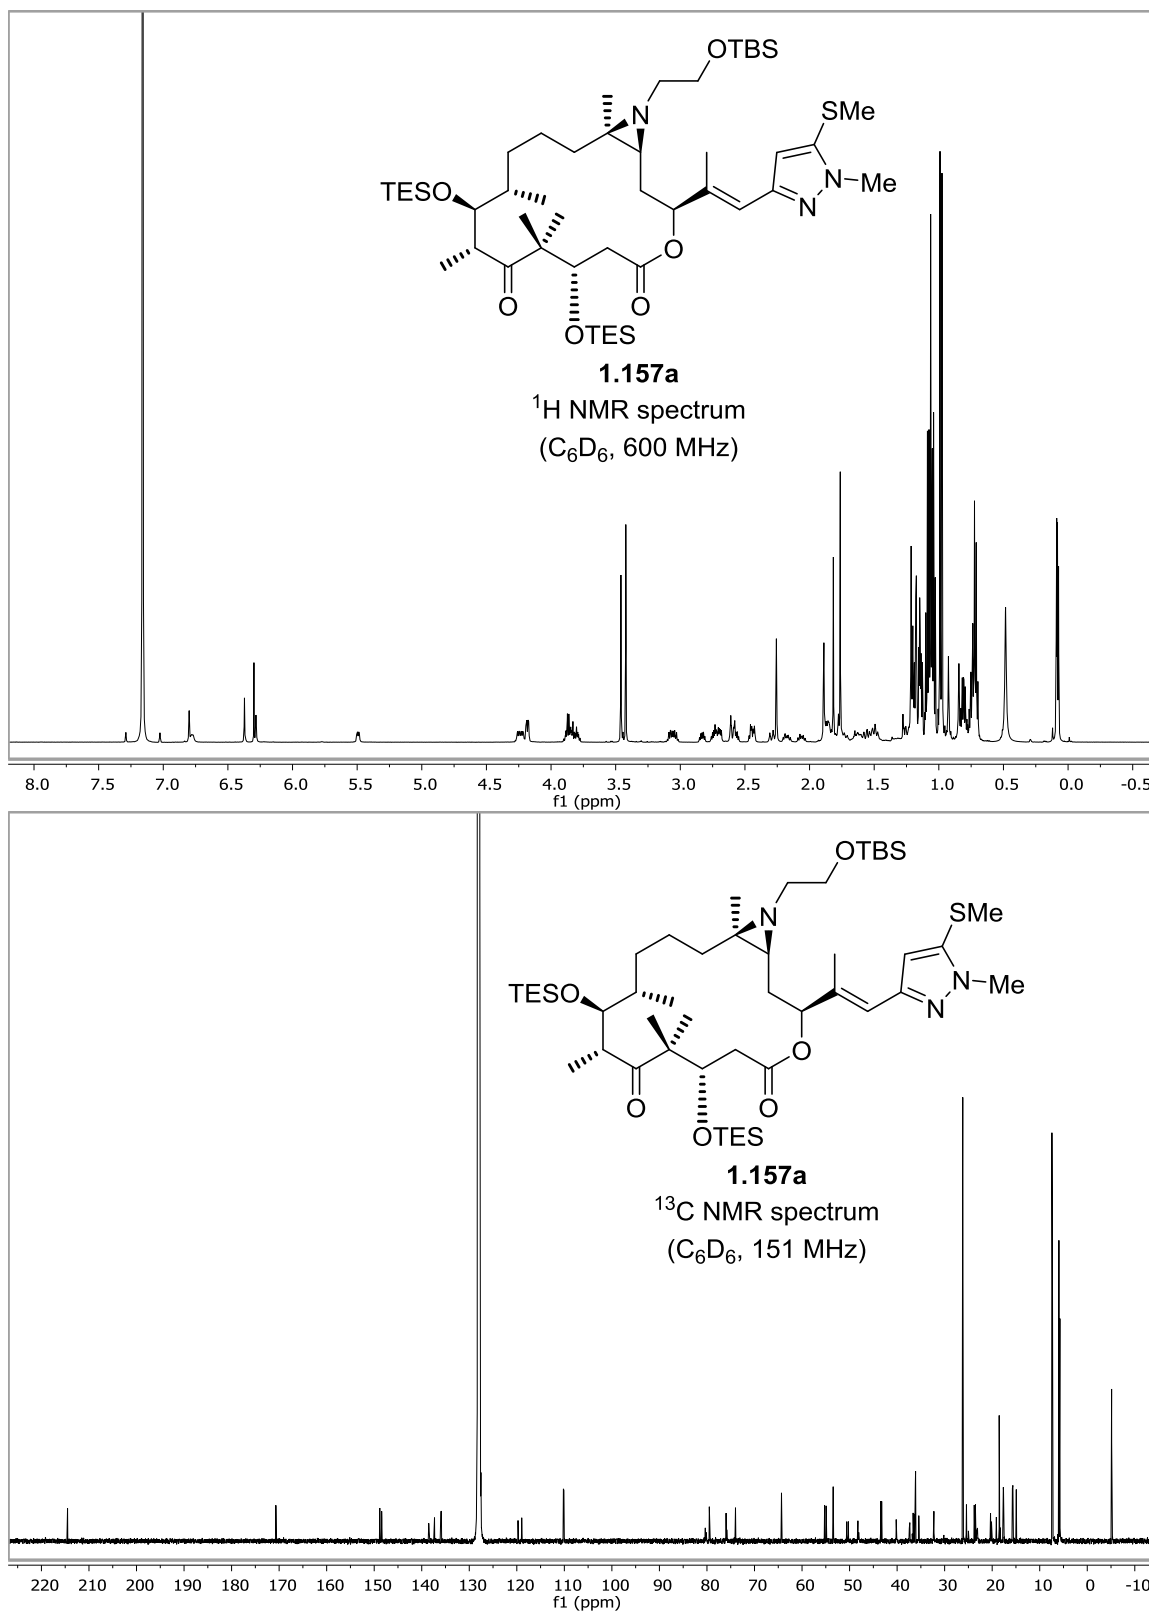 OTBS
N
SMe
TESO
N
Me
N
O
O
O
OTES
1.157a
¹H NMR spectrum
(C₆D₆, 600 MHz)
8.0 7.5 7.0 6.5 6.0 5.5 5.0 4.5 4.0 3.5 3.0 2.5 2.0 1.5 1.0 0.5 0.0 -0.5
f1 (ppm)
OTBS
N
SMe
TESO
N
Me
N
O
O
O
OTES
1.157a
¹³C NMR spectrum
(C₆D₆, 151 MHz)
220 210 200 190 180 170 160 150 140 130 120 110 100 90 80 70 60 50 40 30 20 10 0 -10
f1 (ppm)